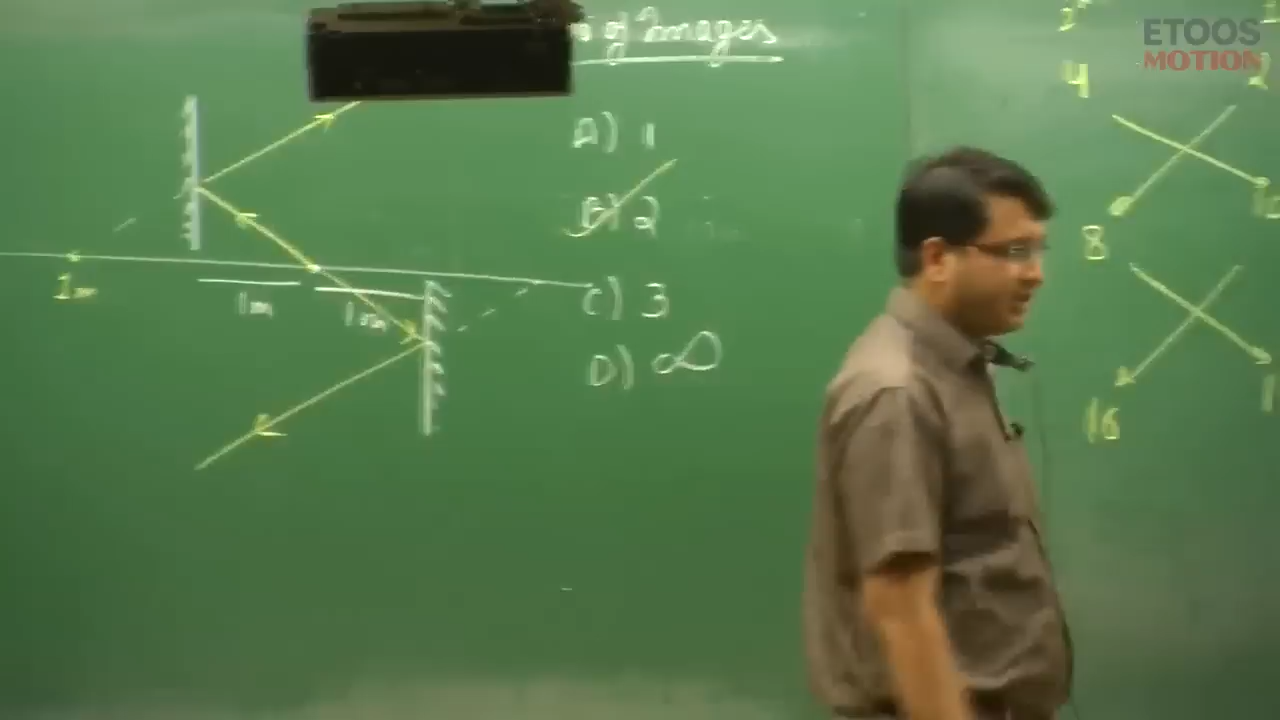 of Images
ETOOS
MOTION
A) 1
B) 2
C) 3
D) ∞
1m
1m
1m
4
8
16